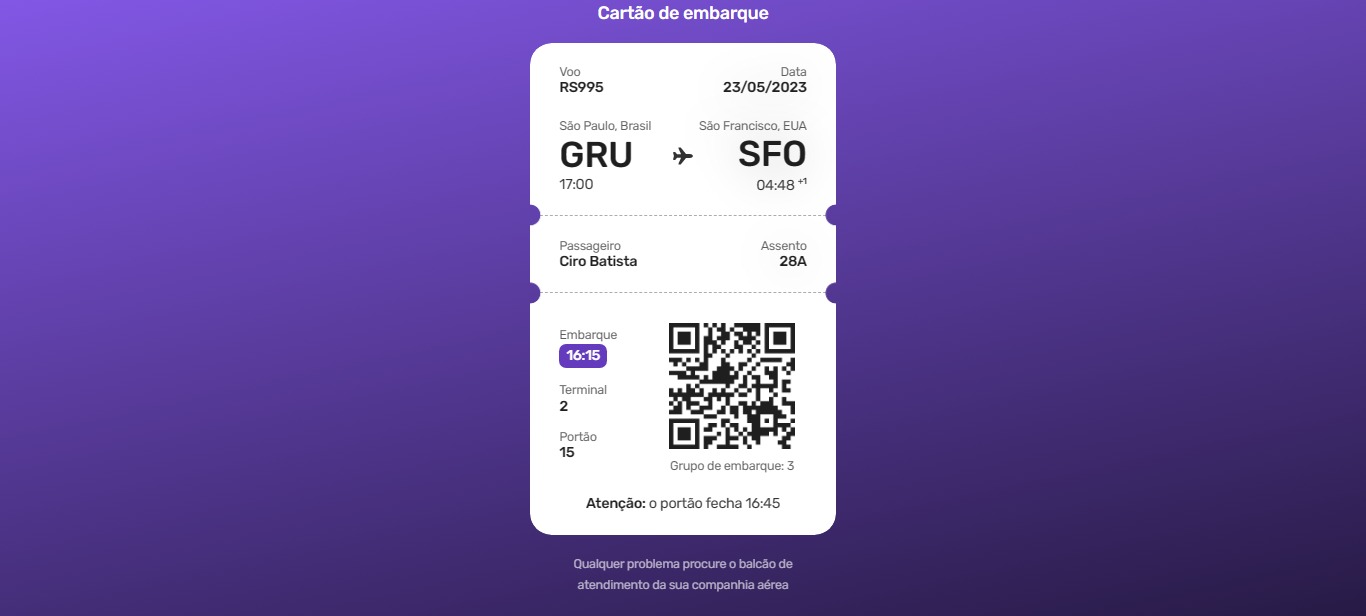 Cartão de embarque
Voo Data
RS995 23/05/2023
São Paulo, Brasil São Francisco, EUA
GRU SFO
17:00 04:48 +1
Passageiro Assento
Ciro Batista 28A
Embarque
16:15
Terminal
2
Portão
15
Grupo de embarque: 3
Atenção: o portão fecha 16:45
Qualquer problema procure o balcão de
atendimento da sua companhia aérea